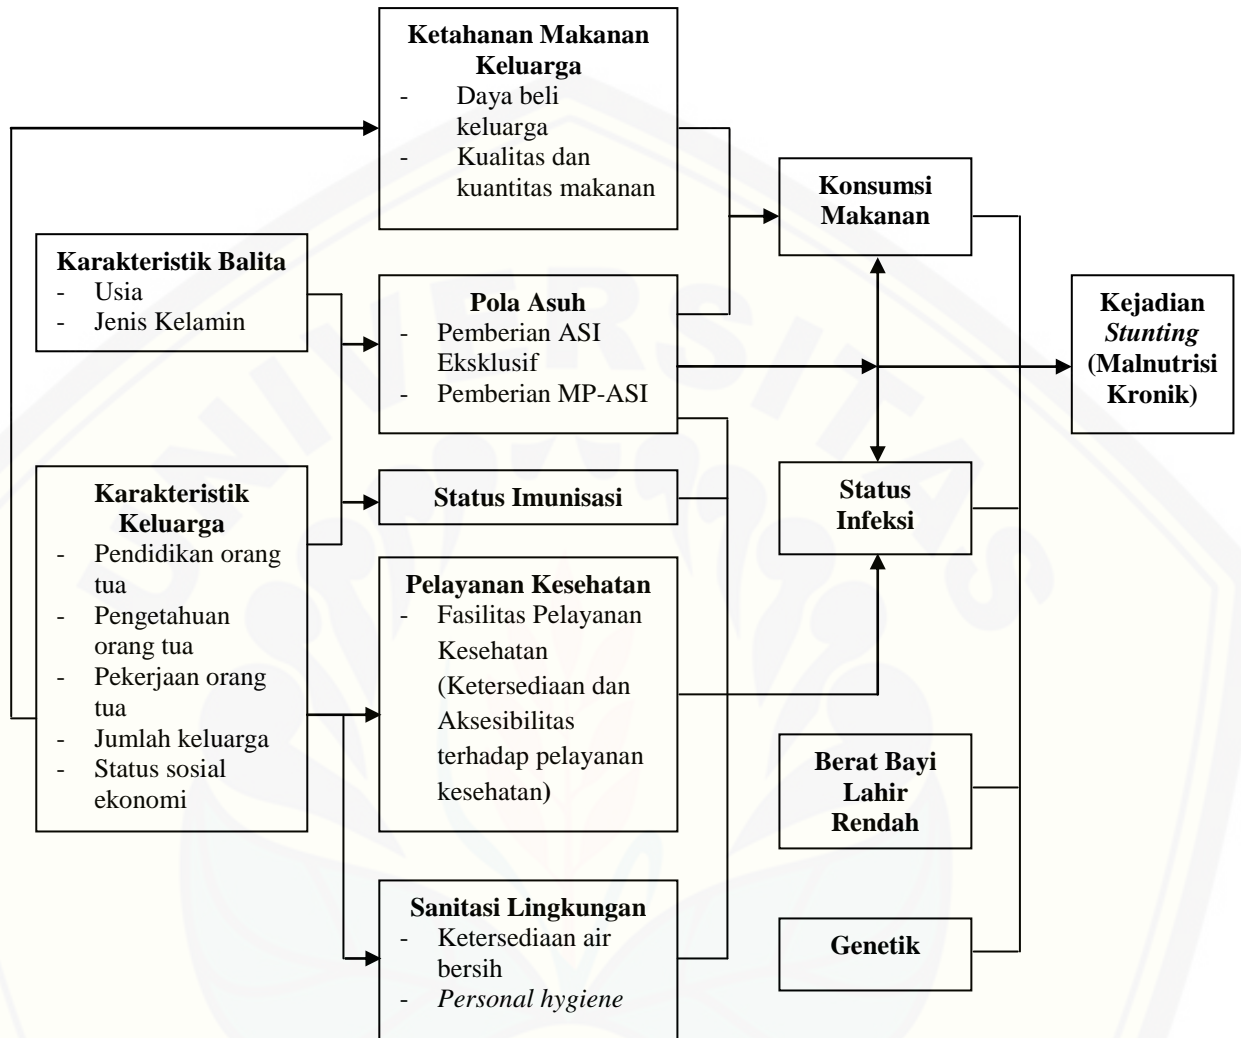 Ketahanan Makanan
Keluarga
- Daya beli
keluarga
- Kualitas dan
kuantitas makanan
Karakteristik Balita
- Usia
- Jenis Kelamin
Karakteristik
Keluarga
- Pendidikan orang
tua
- Pengetahuan
orang tua
- Pekerjaan orang
tua
- Jumlah keluarga
- Status sosial
ekonomi
Pola Asuh
- Pemberian ASI
Eksklusif
- Pemberian MP-ASI
Status Imunisasi
Pelayanan Kesehatan
- Fasilitas Pelayanan
Kesehatan
(Ketersediaan dan
Aksesibilitas
terhadap pelayanan
kesehatan)
Sanitasi Lingkungan
- Ketersediaan air
bersih
- Personal hygiene
Konsumsi
Makanan
Status
Infeksi
Berat Bayi
Lahir
Rendah
Genetik
Kejadian
Stunting
(Malnutrisi
Kronik)
UNIVERSITAS